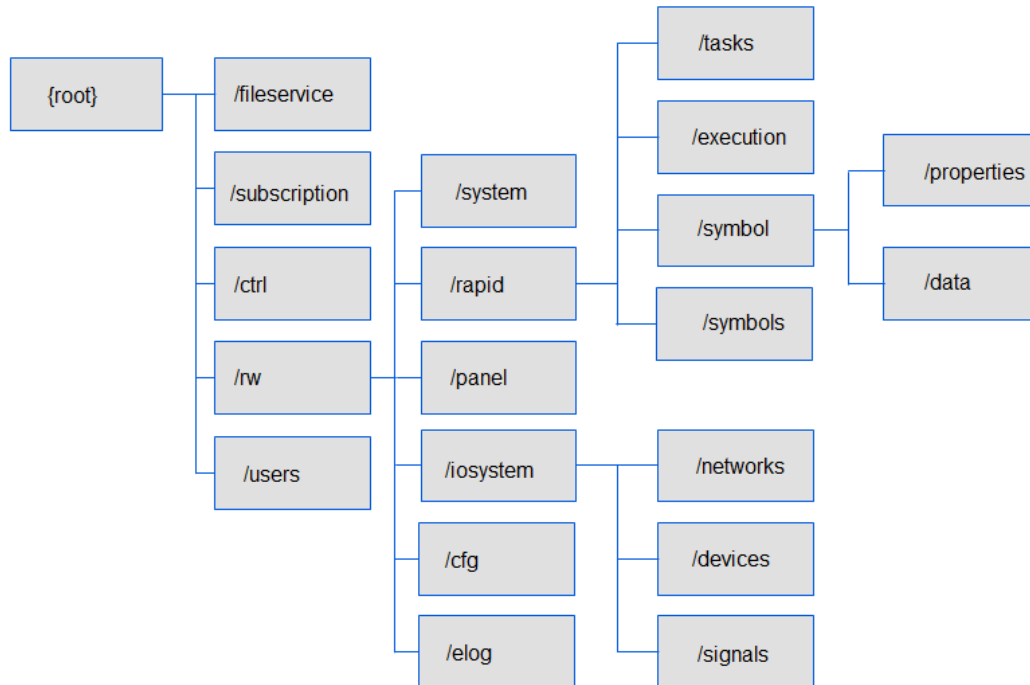 {root}
/fileservice
/subscription
/ctrl
/rw
/users
/system
/rapid
/panel
/iosystem
/cfg
/elog
/tasks
/execution
/symbol
/symbols
/networks
/devices
/signals
/properties
/data